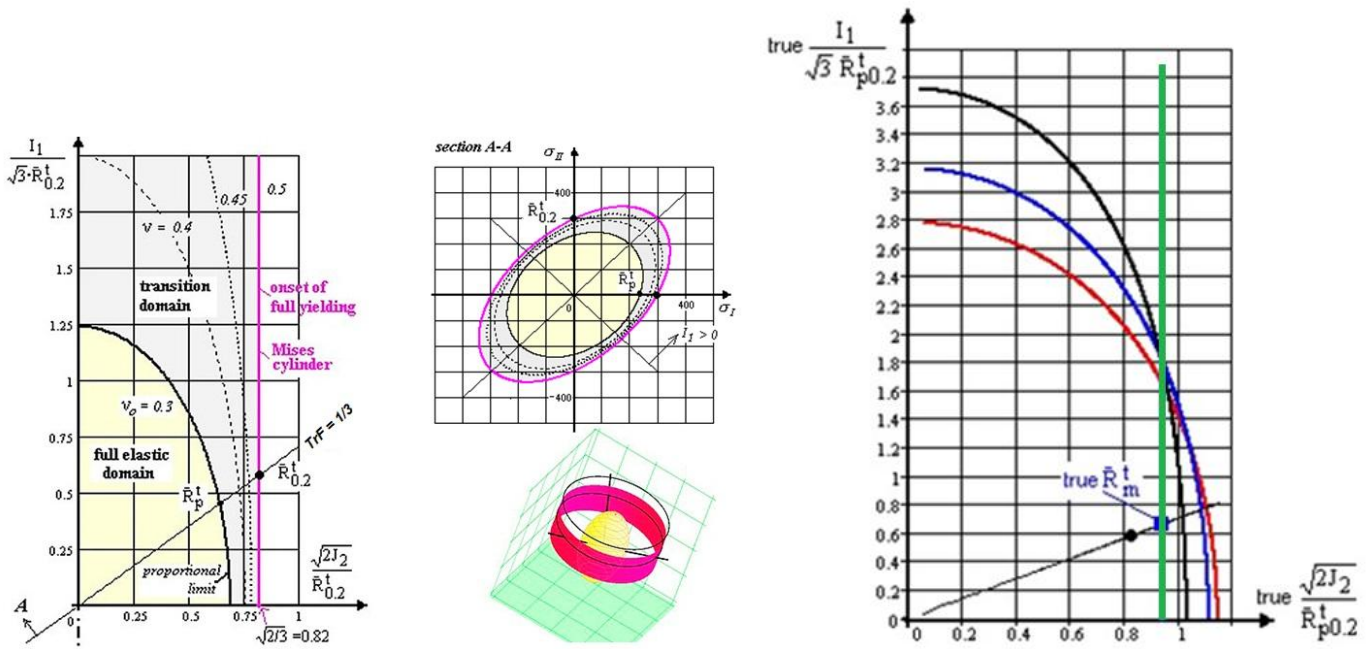 I₁
√3·R̄ᵗ₀.₂
1.75
1.5
1.25
1
0.75
0.5
0.25
0
ν = 0.4
0.45
0.5
transition
domain
onset of
full yielding
Mises
cylinder
νₒ = 0.3
full elastic
domain
R̄ᵗₚ
R̄ᵗ₀.₂
TrF = 1/3
proportional
limit
√2J₂
R̄ᵗ₀.₂
A
0
0.25
0.5
0.75
1
√2/3 =0.82
section A-A
σ_II
400
R̄ᵗ₀.₂
R̄ᵗₚ
0
400
σ_I
I₁ > 0
-400
true I₁
√3 R̄ᵗp0.2
3.6
3.4
3.2
3
2.8
2.6
2.4
2.2
2
1.8
1.6
1.4
1.2
1
0.8
0.6
0.4
0.2
0
true R̄ᵗₘ
0
0.2
0.4
0.6
0.8
1
true √2J₂
R̄ᵗp0.2